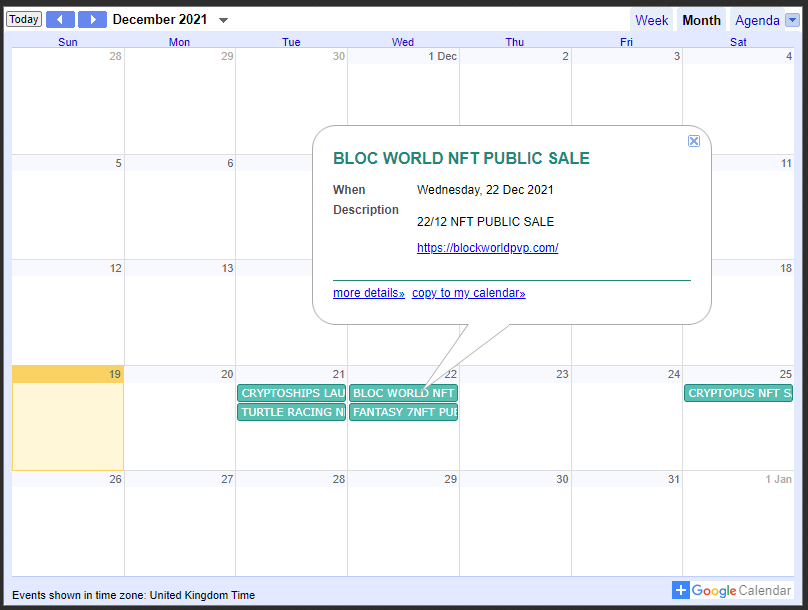 Today December 2021 Week Month Agenda
Sun Mon Tue Wed Thu Fri Sat
28 29 30 1 Dec 2 3 4
5 6 11
BLOC WORLD NFT PUBLIC SALE
When Wednesday, 22 Dec 2021
Description
22/12 NFT PUBLIC SALE
https://blockworldpvp.com/
12 13 18
more details» copy to my calendar»
19 20 21 22 23 24 25
CRYPTOSHIPS LAU BLOC WORLD NFT CRYPTOPUS NFT S
TURTLE RACING N FANTASY 7NFT PUB
26 27 28 29 30 31 1 Jan
Events shown in time zone: United Kingdom Time
+ Google Calendar